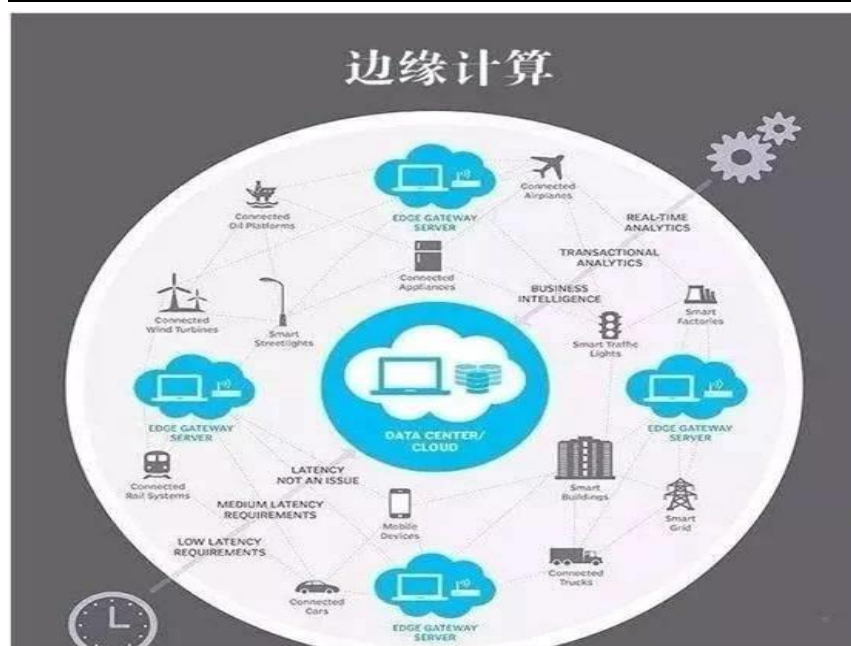 边缘计算
Connected
Oil Platforms
EDGE GATEWAY
SERVER
Connected
Airplanes
REAL-TIME
ANALYTICS
TRANSACTIONAL
ANALYTICS
Connected
Appliances
BUSINESS
INTELLIGENCE
Connected
Wind Turbines
Smart
Streetlights
Smart
Factories
Smart Traffic
Lights
EDGE GATEWAY
SERVER
DATA CENTER/
CLOUD
EDGE GATEWAY
SERVER
LATENCY
NOT AN ISSUE
Connected
Rail Systems
MEDIUM LATENCY
REQUIREMENTS
Mobile
Devices
Smart
Buildings
Smart
Grid
LOW LATENCY
REQUIREMENTS
Connected
Cars
Connected
Trucks
EDGE GATEWAY
SERVER